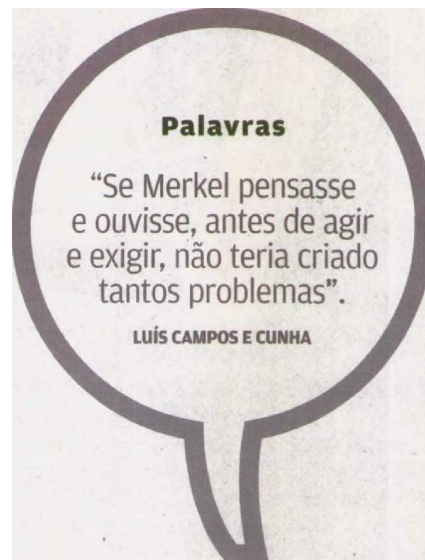 Palavras
“Se Merkel pensasse
e ouvisse, antes de agir
e exigir, não teria criado
tantos problemas”.
LUÍS CAMPOS E CUNHA